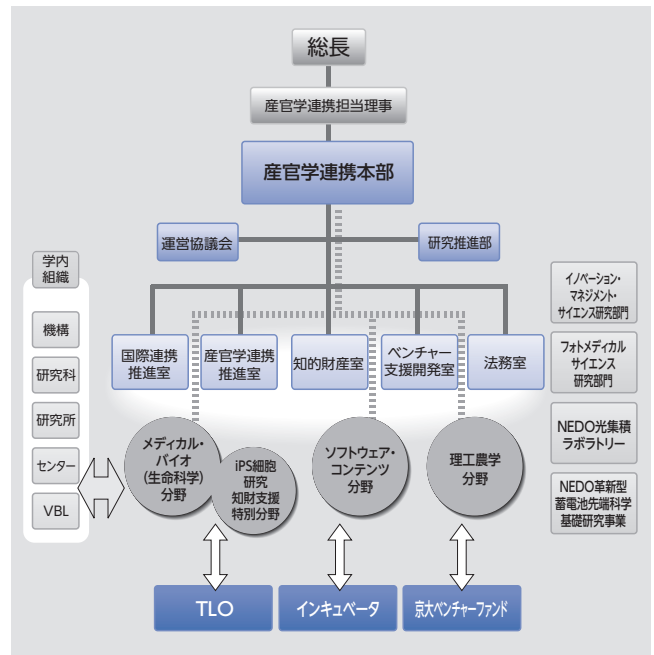 総長
産官学連携担当理事
産官学連携本部
運営協議会
研究推進部
学内
組織
機構
研究科
研究所
センター
VBL
国際連携
推進室
産官学連携
推進室
知的財産室
ベンチャー
支援開発室
法務室
イノベーション・
マネジメント・
サイエンス研究部門
フォトメディカル
サイエンス
研究部門
NEDO光集積
ラボラトリー
NEDO革新型
蓄電池先端科学
基礎研究事業
メディカル・
バイオ
(生命科学)
分野
iPS細胞
研究
知財支援
特別分野
ソフトウェア・
コンテンツ
分野
理工農学
分野
TLO
インキュベータ
京大ベンチャーファンド